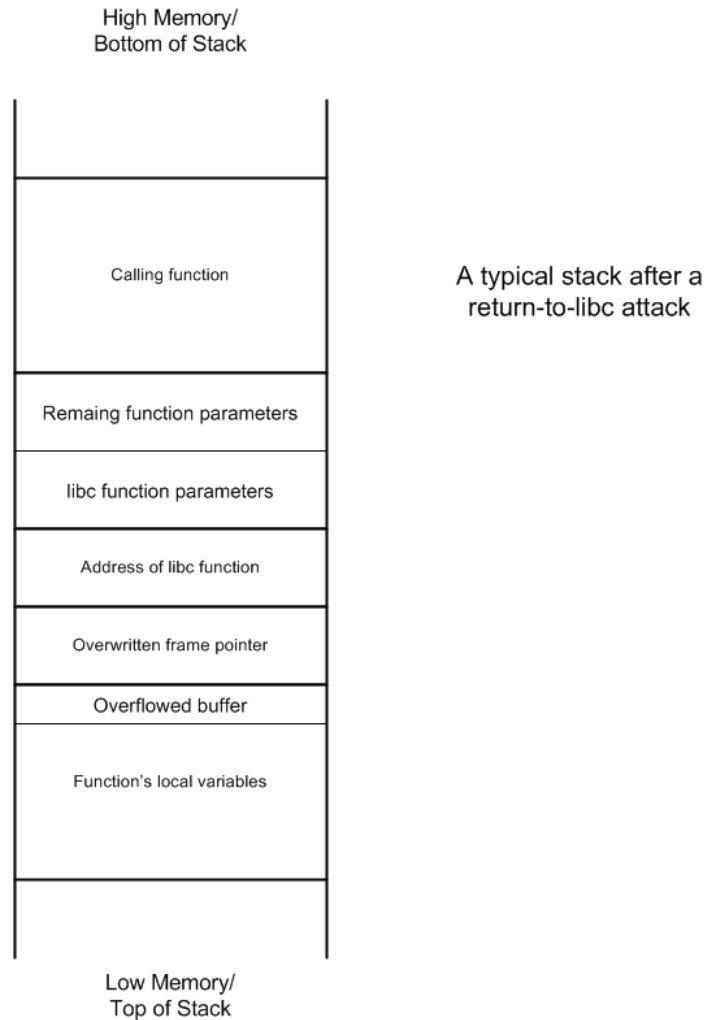 High Memory/
Bottom of Stack
Calling function
A typical stack after a
return-to-libc attack
Remaing function parameters
libc function parameters
Address of libc function
Overwritten frame pointer
Overflowed buffer
Function's local variables
Low Memory/
Top of Stack